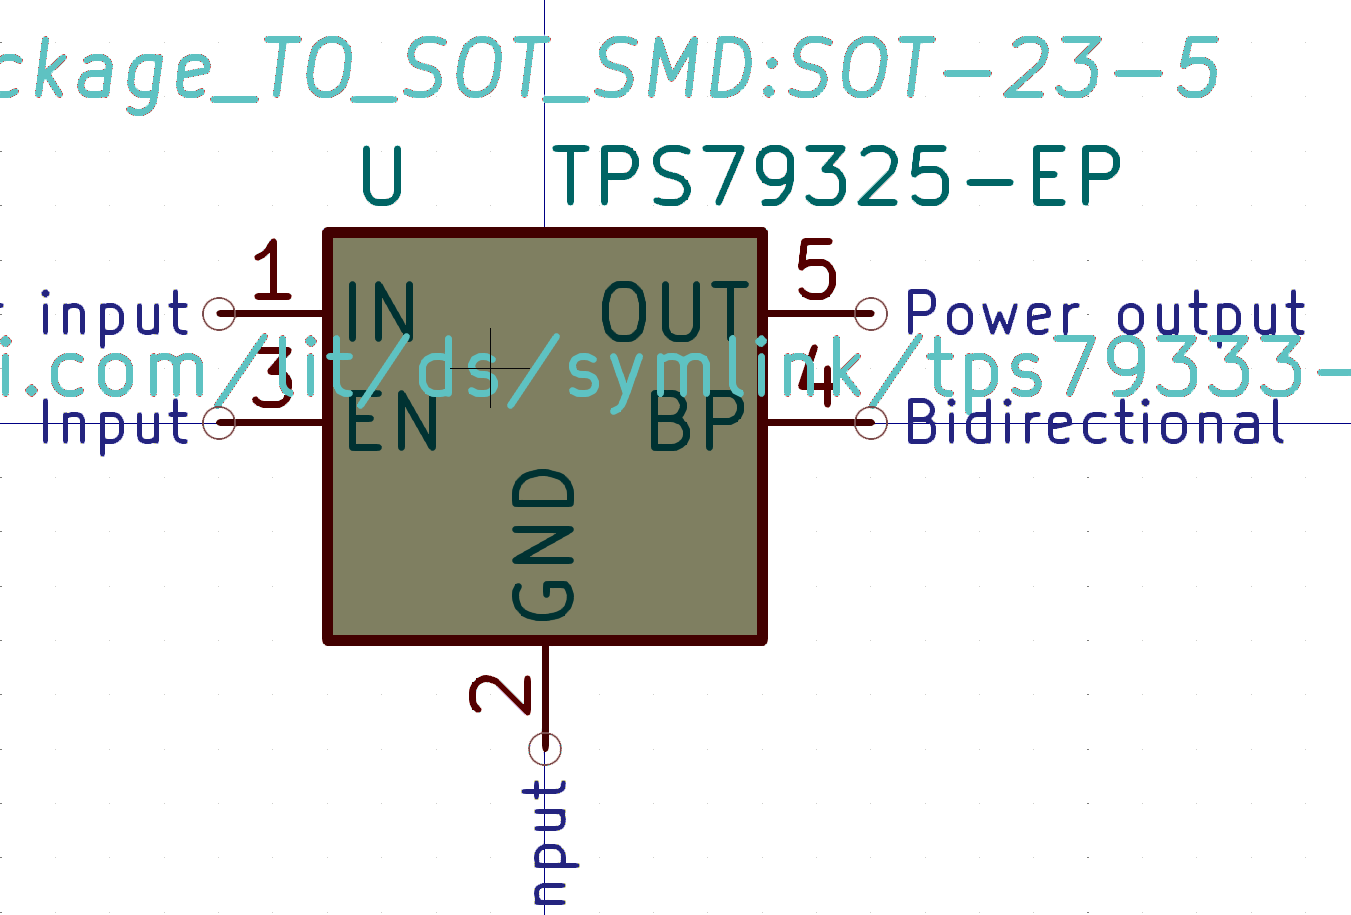 ckage_TO_SOT_SMD:SOT-23-5
U TPS79325-EP
1 5
input IN OUT Power output
i.com/lit/ds/symlink/tps79333-
3 4
Input EN BP Bidirectional
GND
2
nput